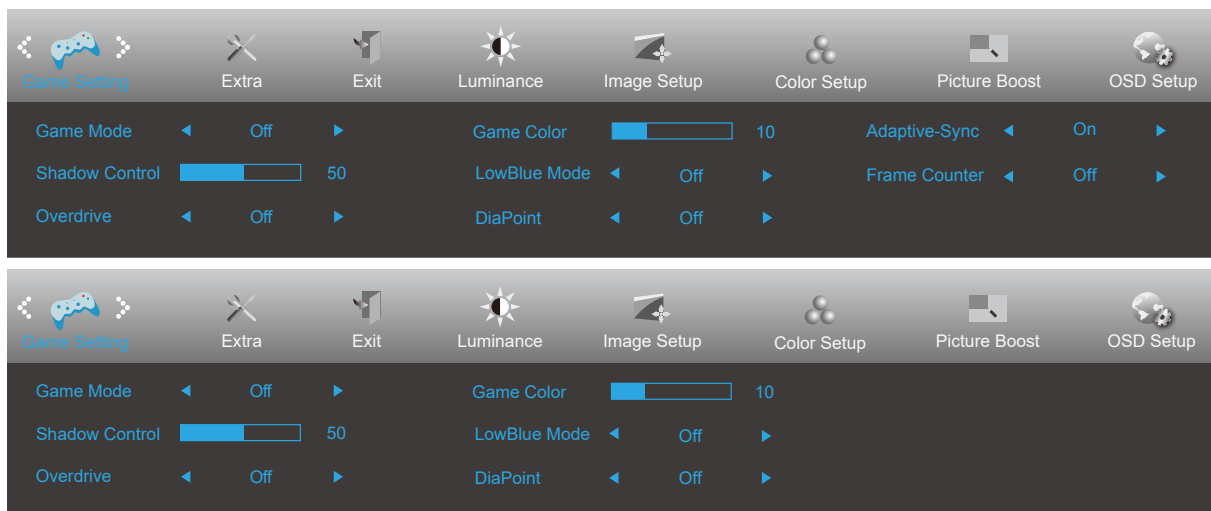 Game Setting Extra Exit Luminance Image Setup Color Setup Picture Boost OSD Setup
Game Mode Off Game Color 10 Adaptive-Sync On
Shadow Control 50 LowBlue Mode Off Frame Counter Off
Overdrive Off DiaPoint Off
Game Setting Extra Exit Luminance Image Setup Color Setup Picture Boost OSD Setup
Game Mode Off Game Color 10
Shadow Control 50 LowBlue Mode Off
Overdrive Off DiaPoint Off